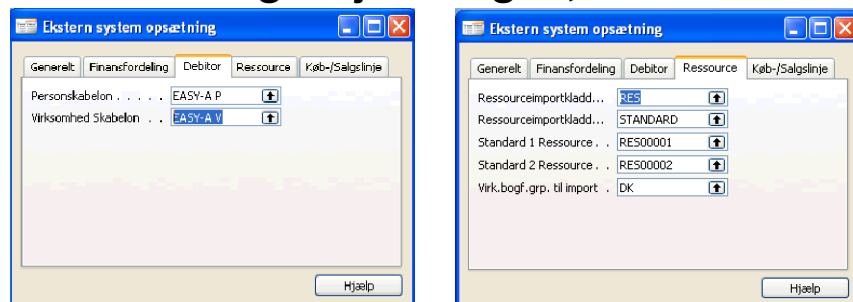 Ekstern system opsætning
Generelt Finansfordeling Debitor Ressource Køb-/Salgslinje
Personskabelon . . . . . EASY-A P
Virksomhed Skabelon . . EASY-A V
Hjælp
Ekstern system opsætning
Generelt Finansfordeling Debitor Ressource Køb-/Salgslinje
Ressourceimportkladd... RES
Ressourceimportkladd... STANDARD
Standard 1 Ressource . . RES00001
Standard 2 Ressource . . RES00002
Virk.bogf.grp. til import . DK
Hjælp